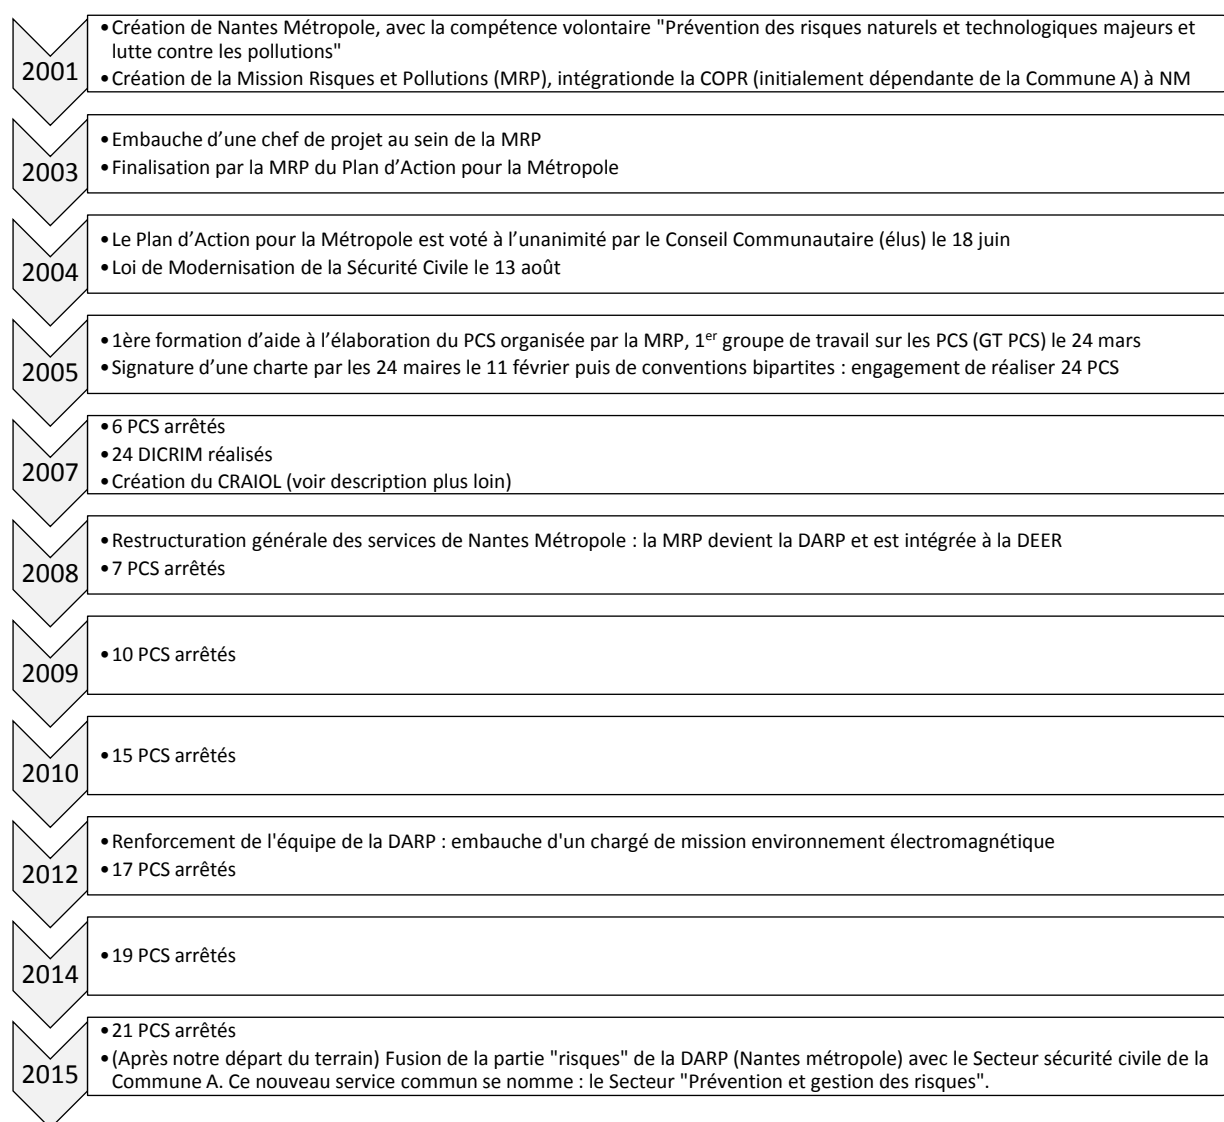 2001
•Création de Nantes Métropole, avec la compétence volontaire "Prévention des risques naturels et technologiques majeurs et
lutte contre les pollutions"
•Création de la Mission Risques et Pollutions (MRP), intégrationde la COPR (initialement dépendante de la Commune A) à NM
2003
•Embauche d’une chef de projet au sein de la MRP
•Finalisation par la MRP du Plan d’Action pour la Métropole
2004
•Le Plan d’Action pour la Métropole est voté à l’unanimité par le Conseil Communautaire (élus) le 18 juin
•Loi de Modernisation de la Sécurité Civile le 13 août
2005
•1ère formation d’aide à l’élaboration du PCS organisée par la MRP, 1er groupe de travail sur les PCS (GT PCS) le 24 mars
•Signature d’une charte par les 24 maires le 11 février puis de conventions bipartites : engagement de réaliser 24 PCS
2007
•6 PCS arrêtés
•24 DICRIM réalisés
•Création du CRAIOL (voir description plus loin)
2008
•Restructuration générale des services de Nantes Métropole : la MRP devient la DARP et est intégrée à la DEER
•7 PCS arrêtés
2009
•10 PCS arrêtés
2010
•15 PCS arrêtés
2012
•Renforcement de l'équipe de la DARP : embauche d'un chargé de mission environnement électromagnétique
•17 PCS arrêtés
2014
•19 PCS arrêtés
2015
•21 PCS arrêtés
•(Après notre départ du terrain) Fusion de la partie "risques" de la DARP (Nantes métropole) avec le Secteur sécurité civile de la
Commune A. Ce nouveau service commun se nomme : le Secteur "Prévention et gestion des risques".